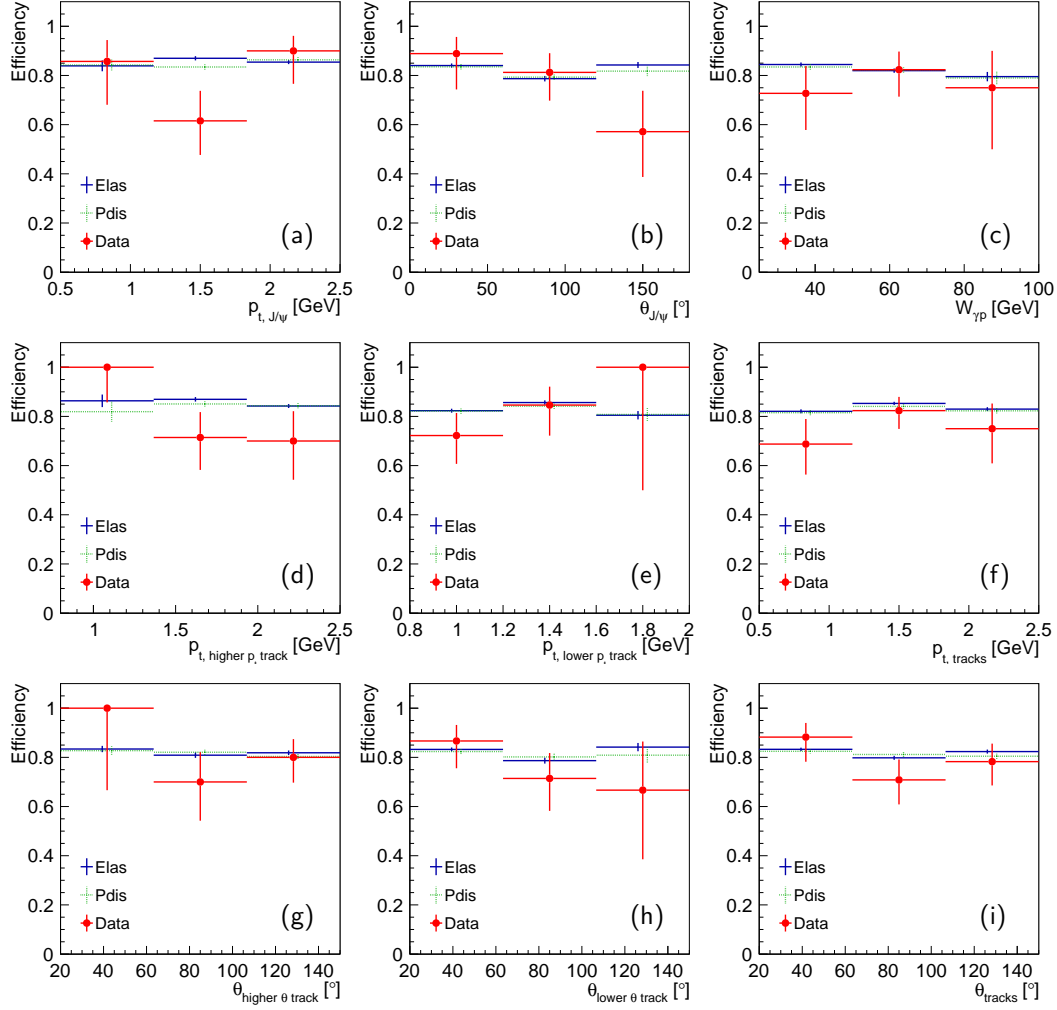 Efficiency
1
0.8
0.6
0.4
0.2
0
Elas
Pdis
Data
(a)
0.5 1 1.5 2 2.5
p_t, J/ψ [GeV]
Efficiency
1
0.8
0.6
0.4
0.2
0
Elas
Pdis
Data
(b)
0 50 100 150
θ_J/ψ [°]
Efficiency
1
0.8
0.6
0.4
0.2
0
Elas
Pdis
Data
(c)
40 60 80 100
W_γp [GeV]
Efficiency
1
0.8
0.6
0.4
0.2
0
Elas
Pdis
Data
(d)
1 1.5 2 2.5
p_t, higher p_t track [GeV]
Efficiency
1
0.8
0.6
0.4
0.2
0
Elas
Pdis
Data
(e)
0.8 1 1.2 1.4 1.6 1.8 2
p_t, lower p_t track [GeV]
Efficiency
1
0.8
0.6
0.4
0.2
0
Elas
Pdis
Data
(f)
0.5 1 1.5 2 2.5
p_t, tracks [GeV]
Efficiency
1
0.8
0.6
0.4
0.2
0
Elas
Pdis
Data
(g)
20 40 60 80 100 120 140
θ_higher θ track [°]
Efficiency
1
0.8
0.6
0.4
0.2
0
Elas
Pdis
Data
(h)
20 40 60 80 100 120 140
θ_lower θ track [°]
Efficiency
1
0.8
0.6
0.4
0.2
0
Elas
Pdis
Data
(i)
20 40 60 80 100 120 140
θ_tracks [°]